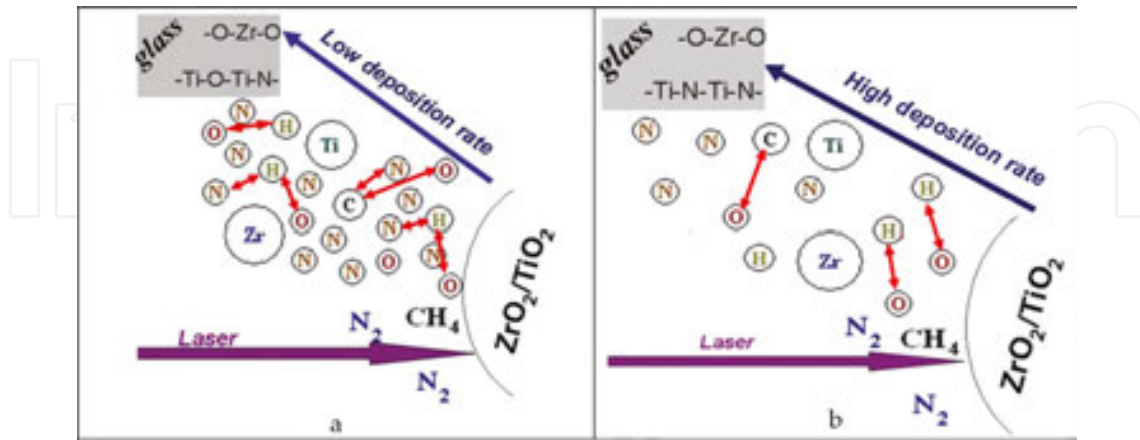 glass
-O-Zr-O
-Ti-O-Ti-N-
Low deposition rate
N
O
H
N
Ti
H
N
O
N
N
C
N
O
N
H
Zr
N
N
N
N
O
N
O
CH4
N2
Laser
N2
ZrO2/TiO2
a
glass
-O-Zr-O
-Ti-N-Ti-N-
High deposition rate
N
N
C
Ti
N
N
H
O
H
H
Zr
O
O
N2
CH4
Laser
N2
ZrO2/TiO2
b